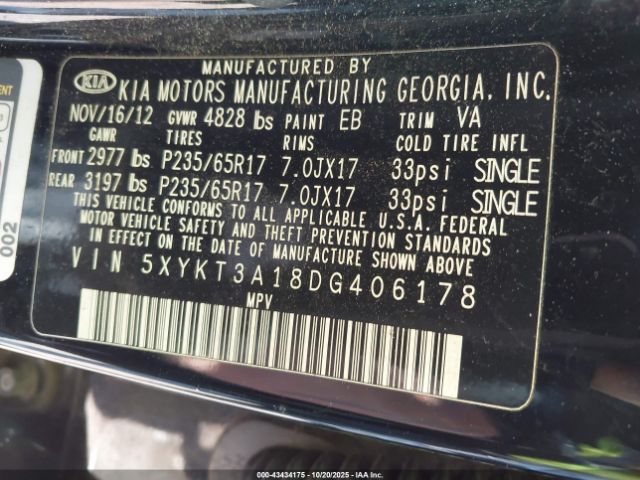 MANUFACTURED BY
KIA KIA MOTORS MANUFACTURING GEORGIA, INC.
NOV/16/12 GVWR 4828 lbs PAINT EB TRIM VA
GAWR TIRES RIMS COLD TIRE INFL
FRONT 2977 lbs P235/65R17 7.0JX17 33psi SINGLE
REAR 3197 lbs P235/65R17 7.0JX17 33psi SINGLE
THIS VEHICLE CONFORMS TO ALL APPLICABLE U.S.A. FEDERAL
MOTOR VEHICLE SAFETY AND THEFT PREVENTION STANDARDS
IN EFFECT ON THE DATE OF MANUFACTURE SHOWN ABOVE.
VIN 5XYKT3A18DG406178
MPV
002
000-43434175 - 10/20/2025 - IAA Inc.